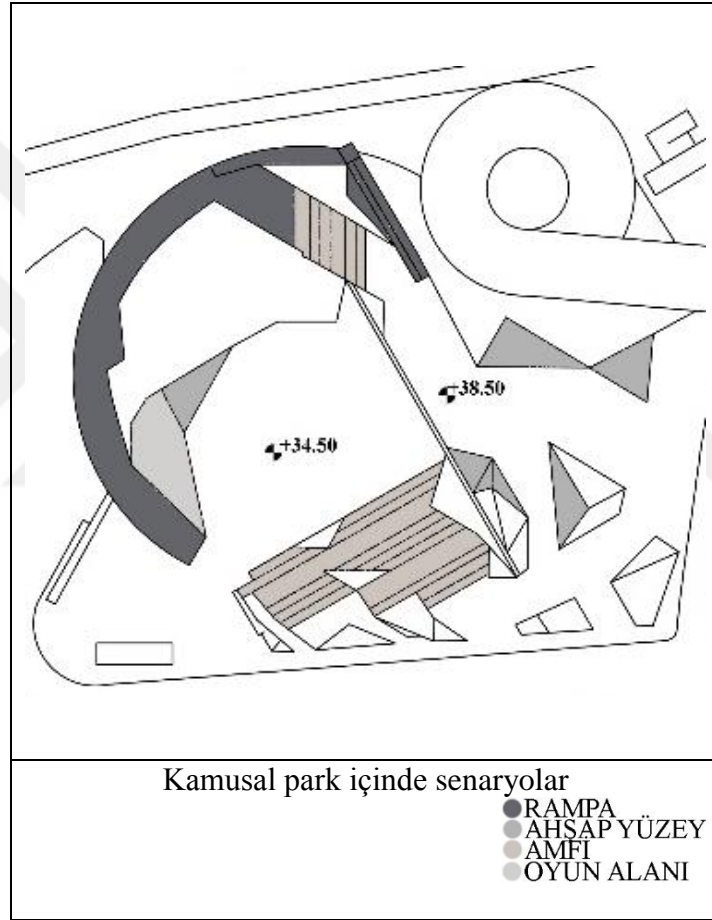 +38.50
+34.50
Kamusal park içinde senaryolar
RAMPA
AHŞAP YÜZEY
AMFİ
OYUN ALANI